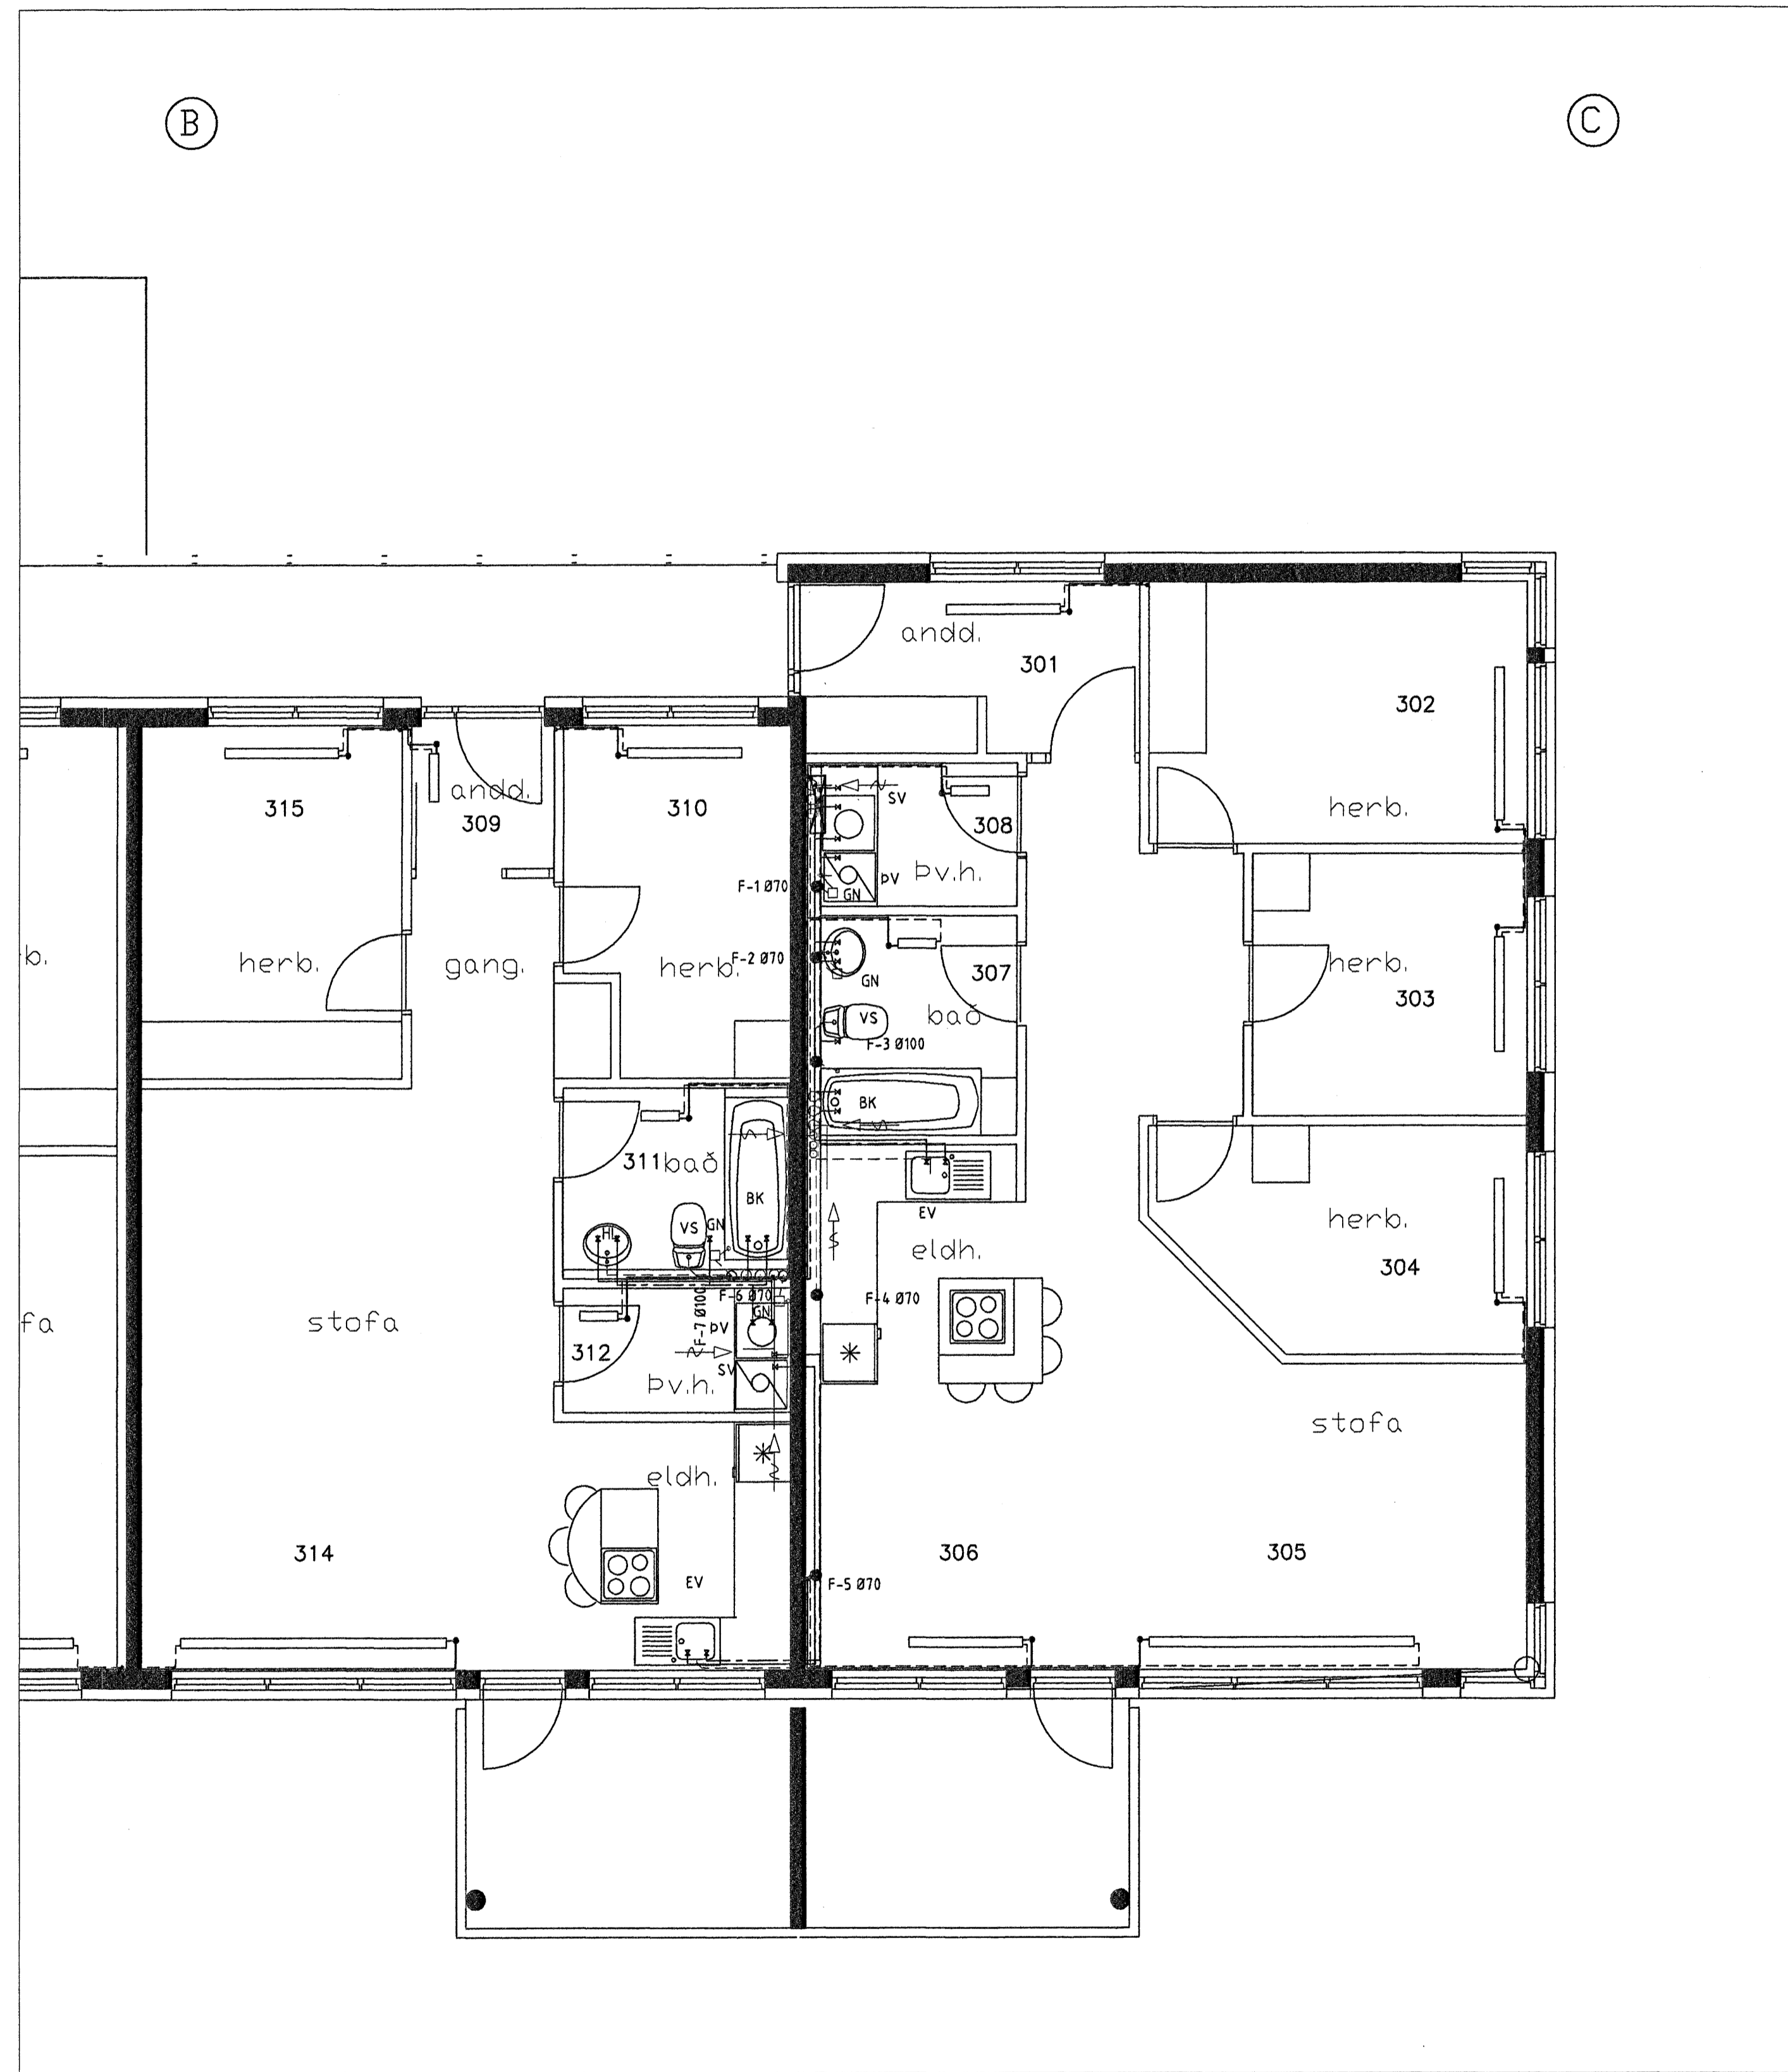 B
C
andd.
301
302
herb.
315
andd.
309
310
SV
308
ÞV
Þv.h.
GN
F-1 Ø70
b.
herb.
gang.
herb.
F-2 Ø70
GN
307
herb.
303
VS
bað
F-3 Ø100
BK
311
bað
BK
VS
GN
HL
EV
eldh.
herb.
304
F-6 Ø70
F-7 Ø100
GN
F-4 Ø70
fa
stofa
ÞV
312
SV
Þv.h.
stofa
eldh.
314
EV
306
305
F-5 Ø70